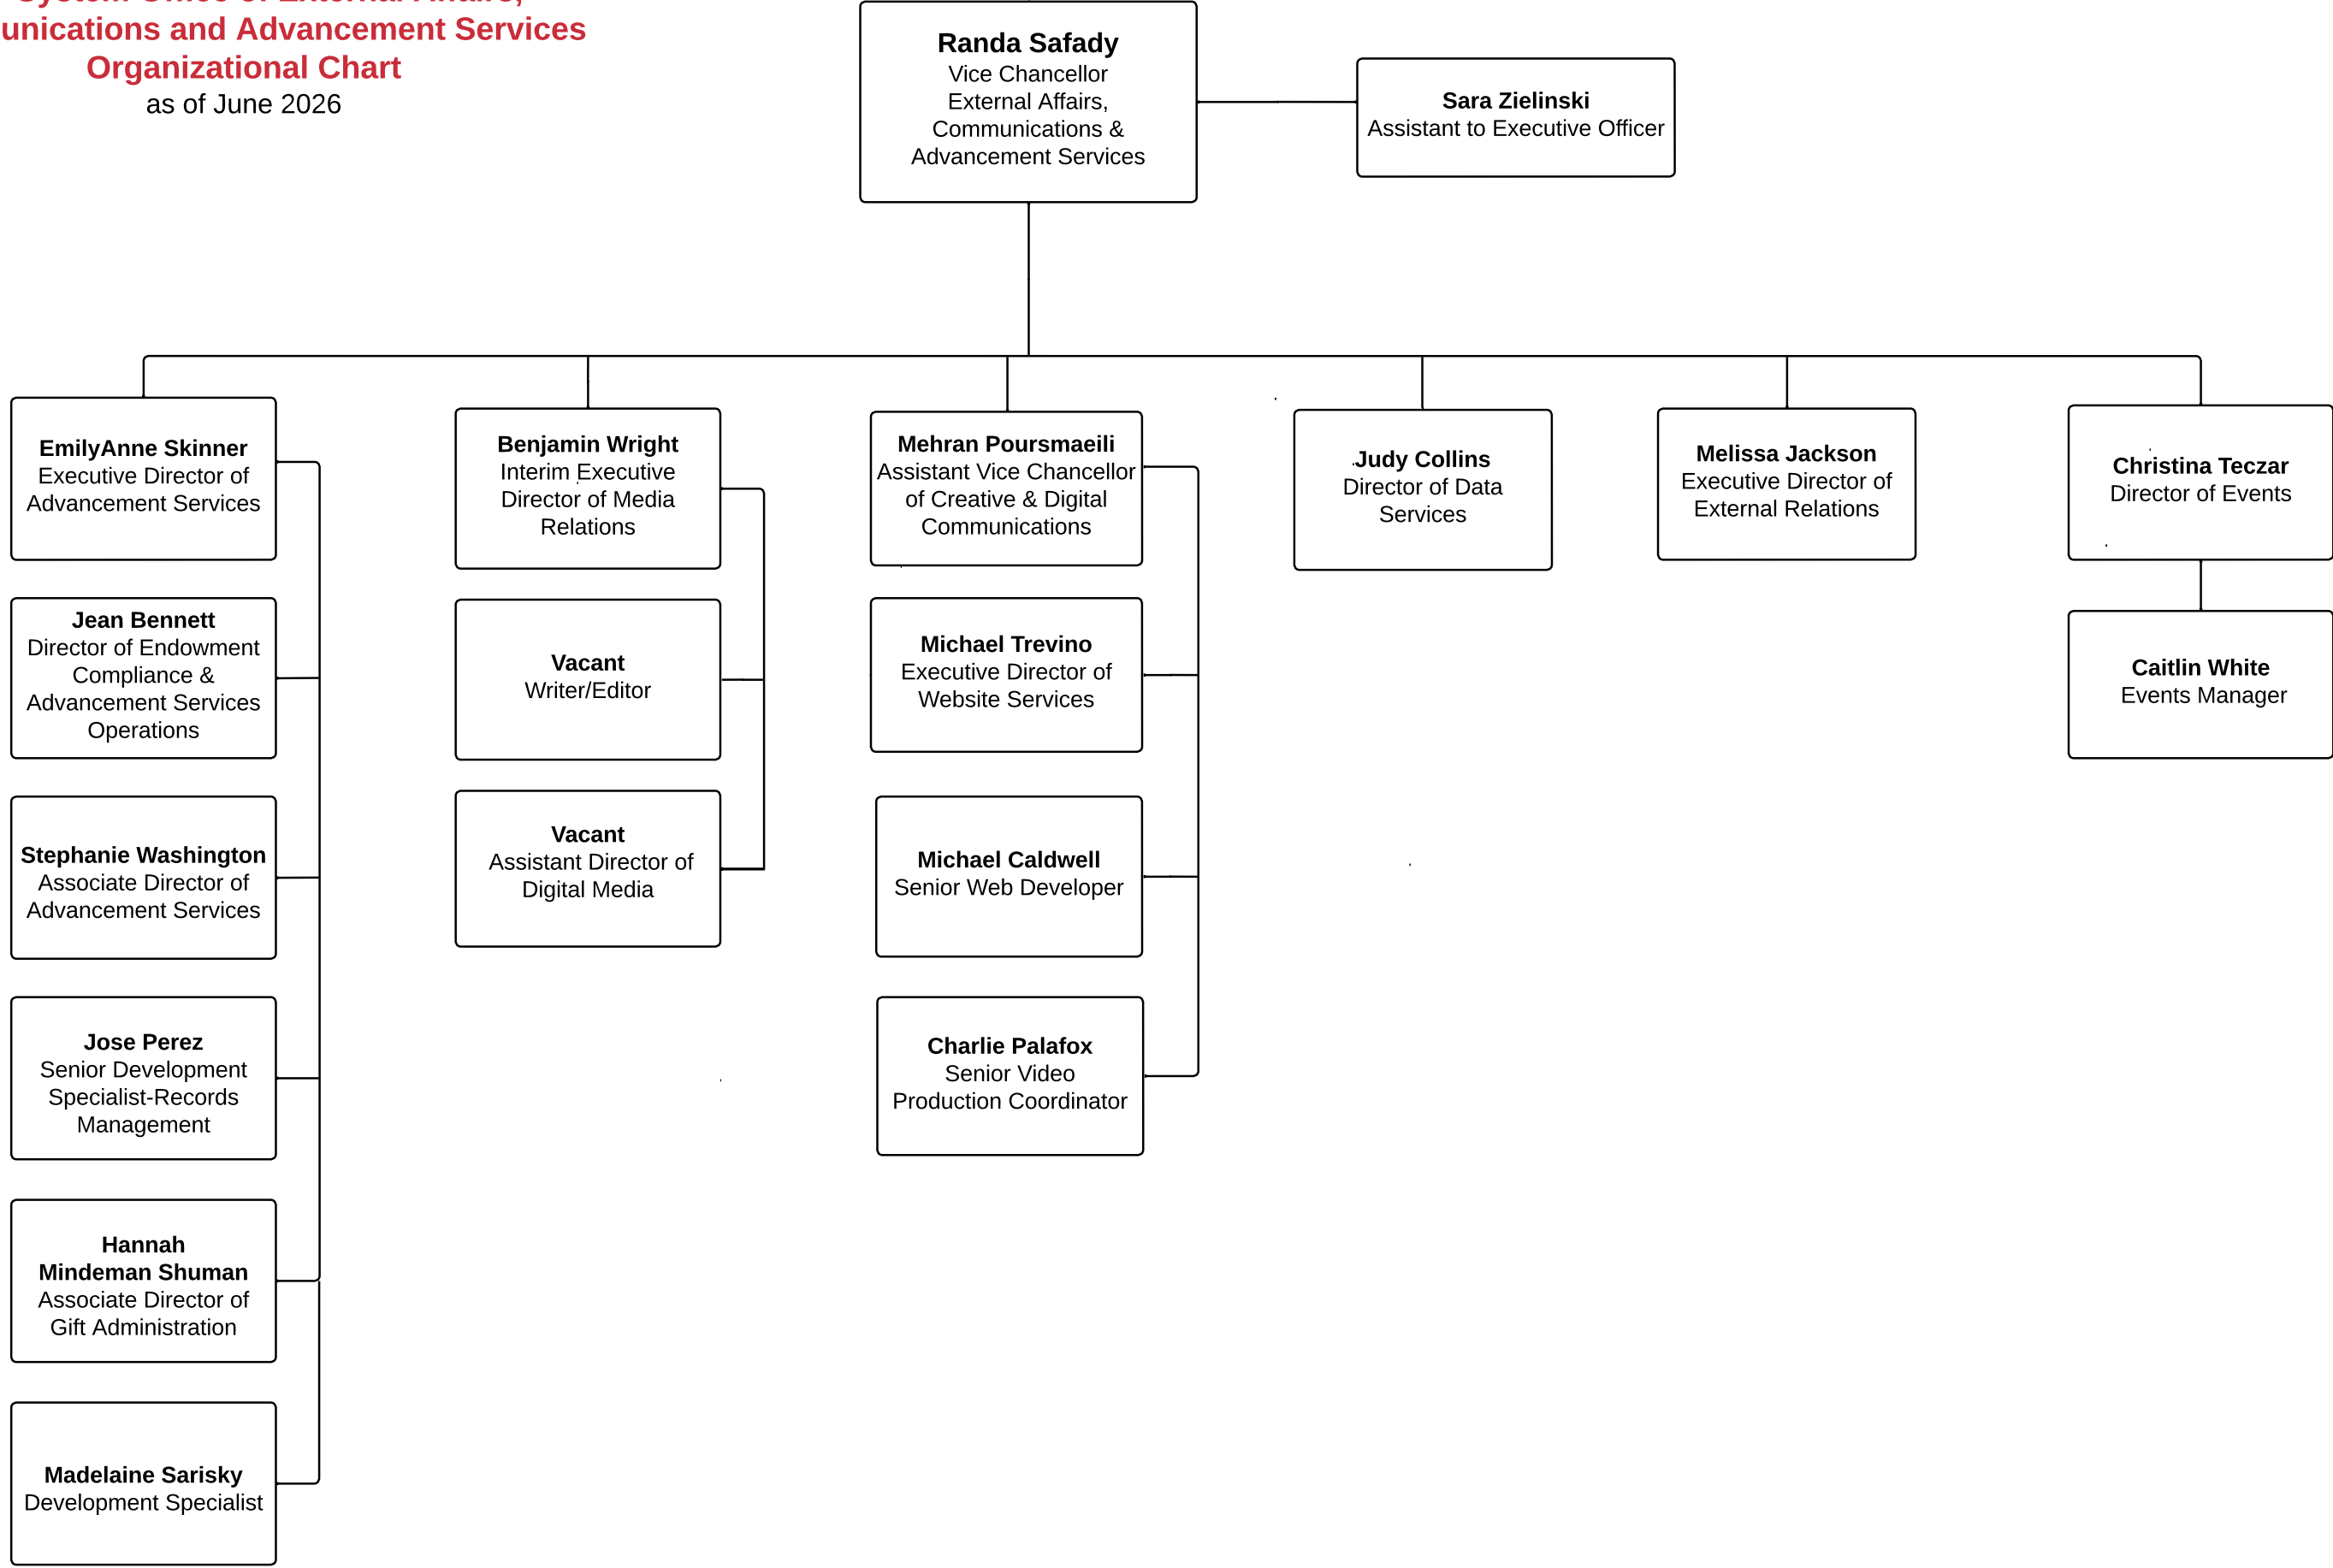 System Office of External Affairs,
unications and Advancement Services
Organizational Chart
as of June 2026
Randa Safady
Vice Chancellor
External Affairs,
Communications &
Advancement Services
Sara Zielinski
Assistant to Executive Officer
EmilyAnne Skinner
Executive Director of
Advancement Services
Jean Bennett
Director of Endowment
Compliance &
Advancement Services
Operations
Stephanie Washington
Associate Director of
Advancement Services
Jose Perez
Senior Development
Specialist-Records
Management
Hannah
Mindeman Shuman
Associate Director of
Gift Administration
Madelaine Sarisky
Development Specialist
Benjamin Wright
Interim Executive
Director of Media
Relations
Vacant
Writer/Editor
Vacant
Assistant Director of
Digital Media
Mehran Poursmaeili
Assistant Vice Chancellor
of Creative & Digital
Communications
Michael Trevino
Executive Director of
Website Services
Michael Caldwell
Senior Web Developer
Charlie Palafox
Senior Video
Production Coordinator
Judy Collins
Director of Data
Services
Melissa Jackson
Executive Director of
External Relations
Christina Teczar
Director of Events
Caitlin White
Events Manager